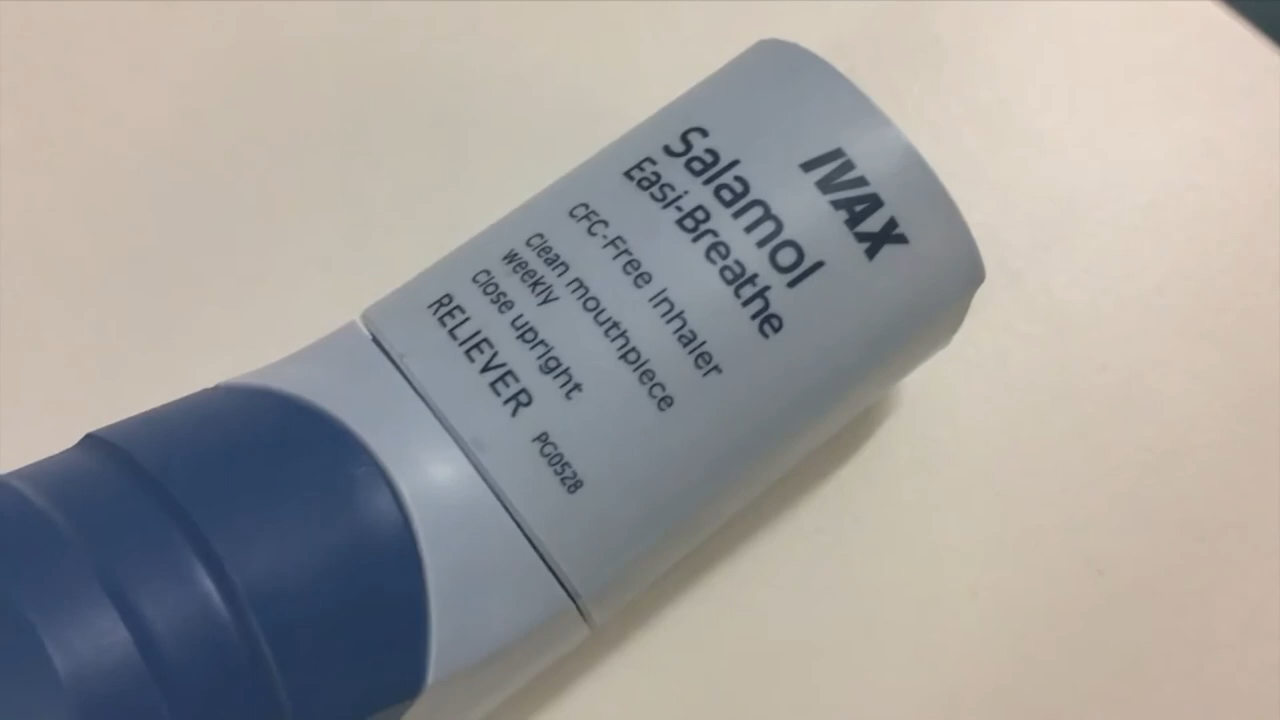 IVAX
Salamol
Easi-Breathe
CFC-Free Inhaler
Clean mouthpiece
weekly
Close upright
RELIEVER
PG0528